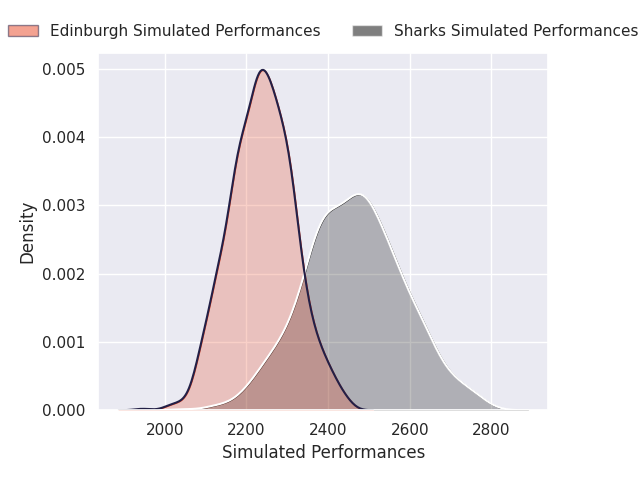 Edinburgh Simulated Performances
Sharks Simulated Performances
0.005
0.004
0.003
0.002
0.001
0.000
Density
2000
2200
2400
2600
2800
Simulated Performances